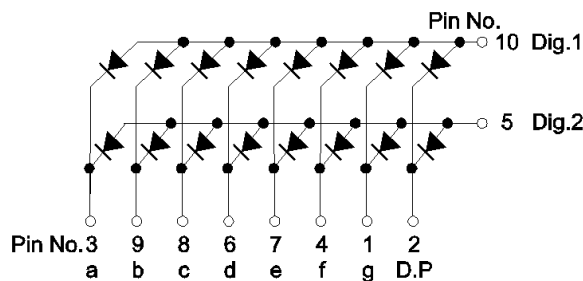 Pin No.
10 Dig.1
5 Dig.2
Pin No. 3 9 8 6 7 4 1 2
a b c d e f g D.P